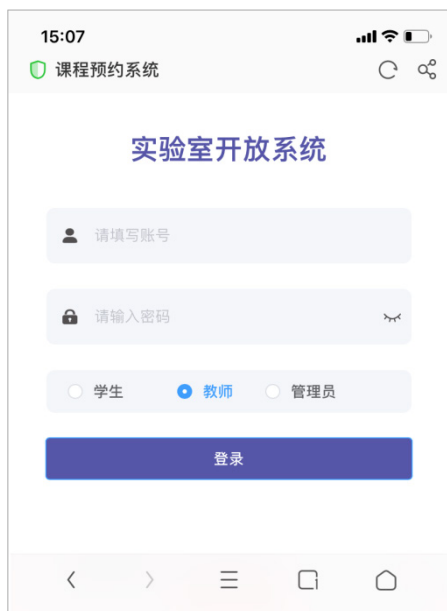 15:07
课程预约系统
实验室开放系统
请填写账号
请输入密码
学生 教师 管理员
登录